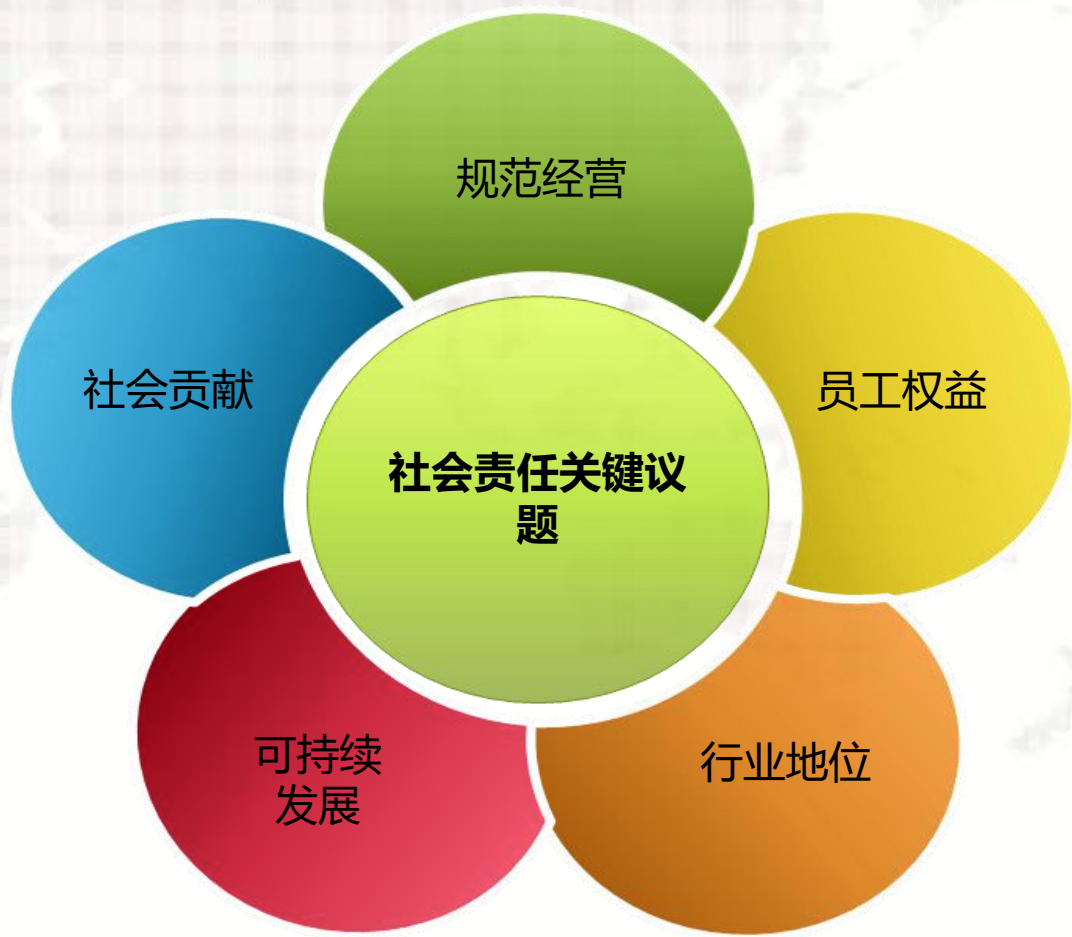 规范经营
社会贡献
员工权益
社会责任关键议
题
可持续
发展
行业地位